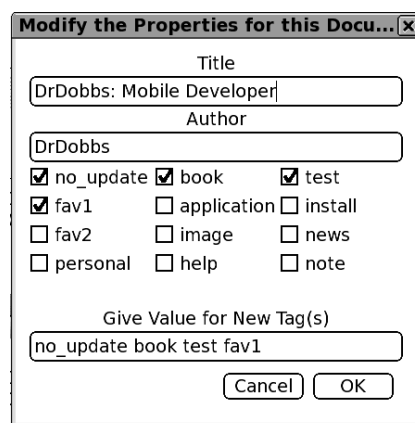 Modify the Properties for this Docu...
Title
DrDobbs: Mobile Developer
Author
DrDobbs
no_update book test
fav1 application install
fav2 image news
personal help note
Give Value for New Tag(s)
no_update book test fav1
Cancel OK